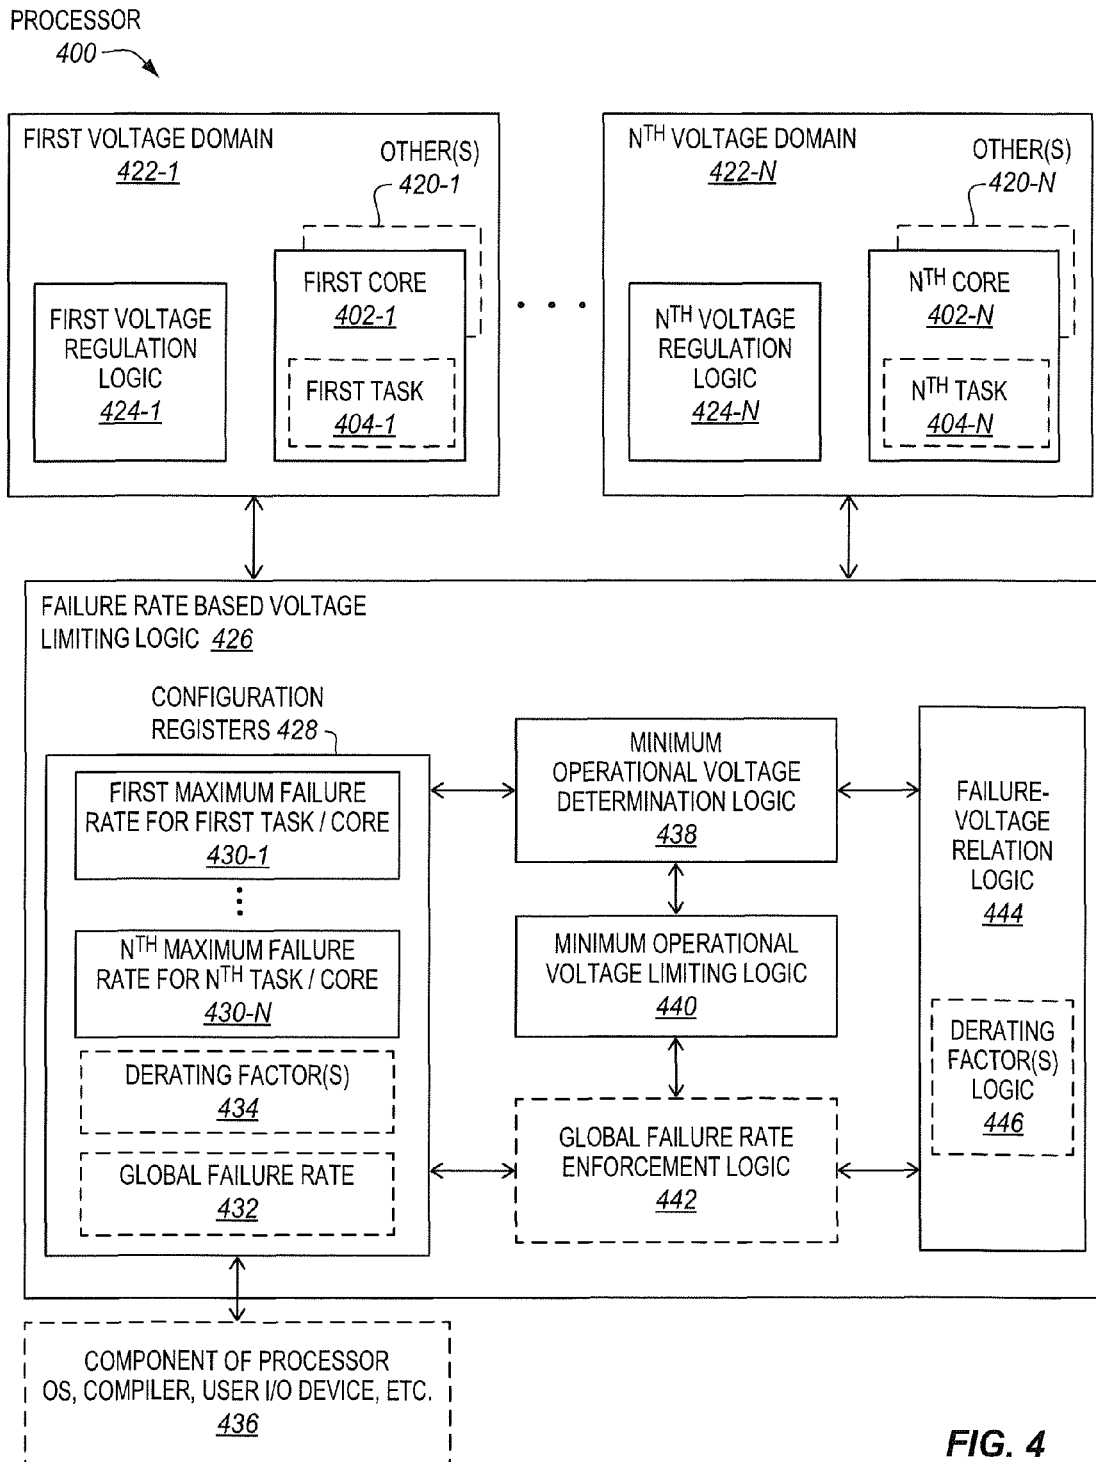 PROCESSOR
400
FIRST VOLTAGE DOMAIN
422-1
OTHER(S)
420-1
FIRST VOLTAGE
REGULATION
LOGIC
424-1
FIRST CORE
402-1
FIRST TASK
404-1
• • •
NTH VOLTAGE DOMAIN
422-N
OTHER(S)
420-N
NTH VOLTAGE
REGULATION
LOGIC
424-N
NTH CORE
402-N
NTH TASK
404-N
FAILURE RATE BASED VOLTAGE
LIMITING LOGIC 426
CONFIGURATION
REGISTERS 428
FIRST MAXIMUM FAILURE
RATE FOR FIRST TASK / CORE
430-1
NTH MAXIMUM FAILURE
RATE FOR NTH TASK / CORE
430-N
DERATING FACTOR(S)
434
GLOBAL FAILURE RATE
432
MINIMUM
OPERATIONAL VOLTAGE
DETERMINATION LOGIC
438
MINIMUM OPERATIONAL
VOLTAGE LIMITING LOGIC
440
GLOBAL FAILURE RATE
ENFORCEMENT LOGIC
442
FAILURE-
VOLTAGE
RELATION
LOGIC
444
DERATING
FACTOR(S)
LOGIC
446
COMPONENT OF PROCESSOR
OS, COMPILER, USER I/O DEVICE, ETC.
436
FIG. 4